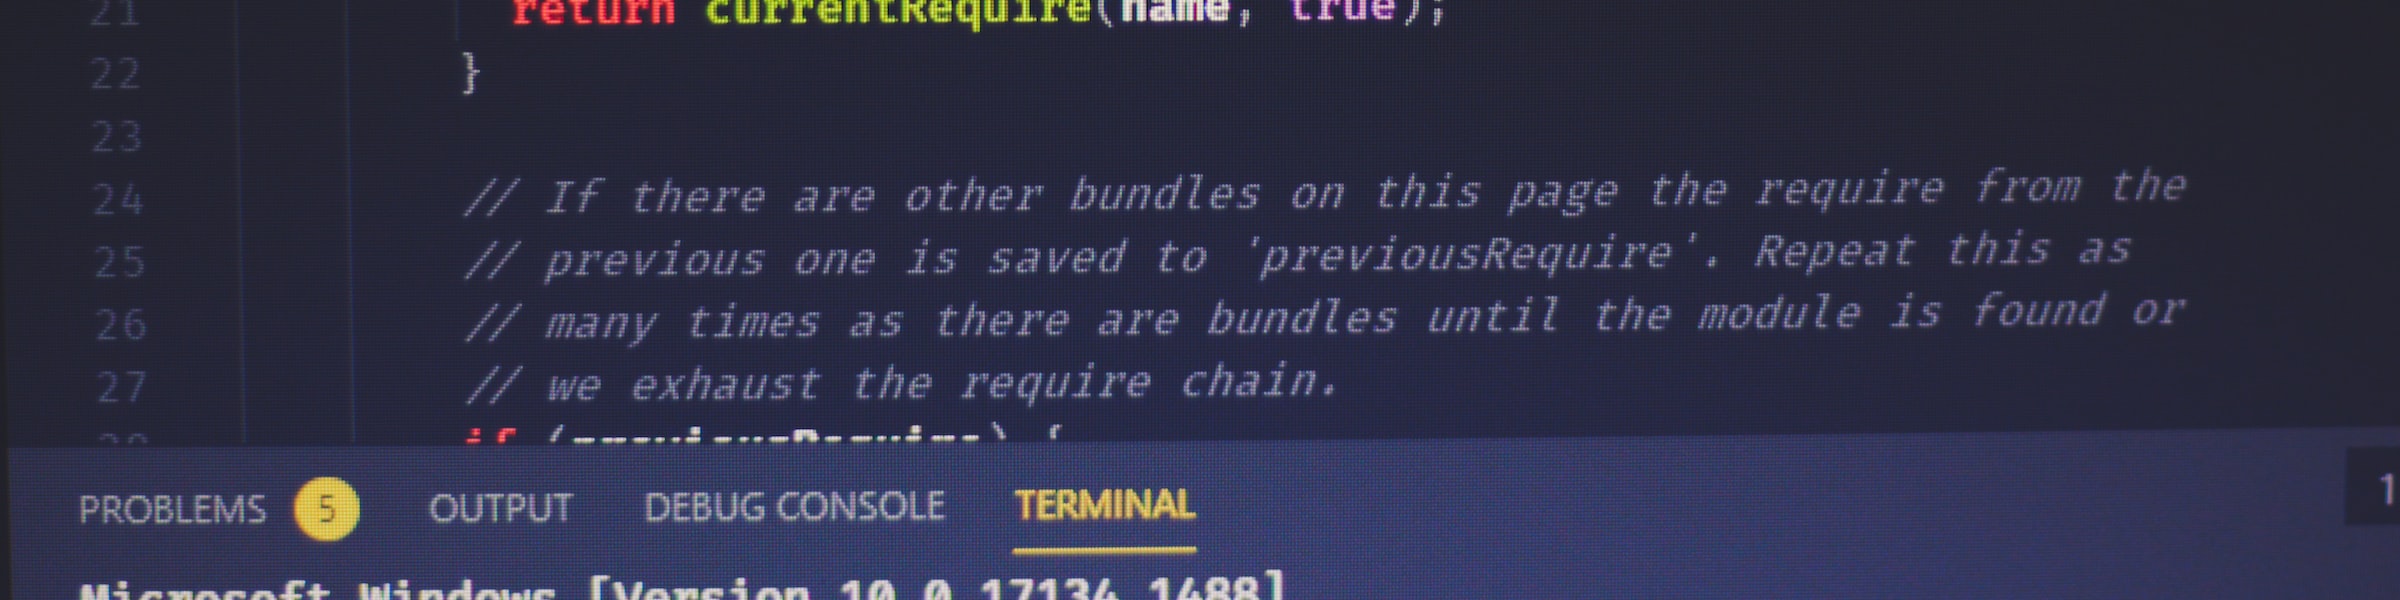 21 return currentRequire(name, true);
22 }
23
24 // If there are other bundles on this page the require from the
25 // previous one is saved to 'previousRequire'. Repeat this as
26 // many times as there are bundles until the module is found or
27 // we exhaust the require chain.
if (previousRequire) {
PROBLEMS 5 OUTPUT DEBUG CONSOLE TERMINAL 1
Microsoft Windows [Version 10.0.17134.1488]